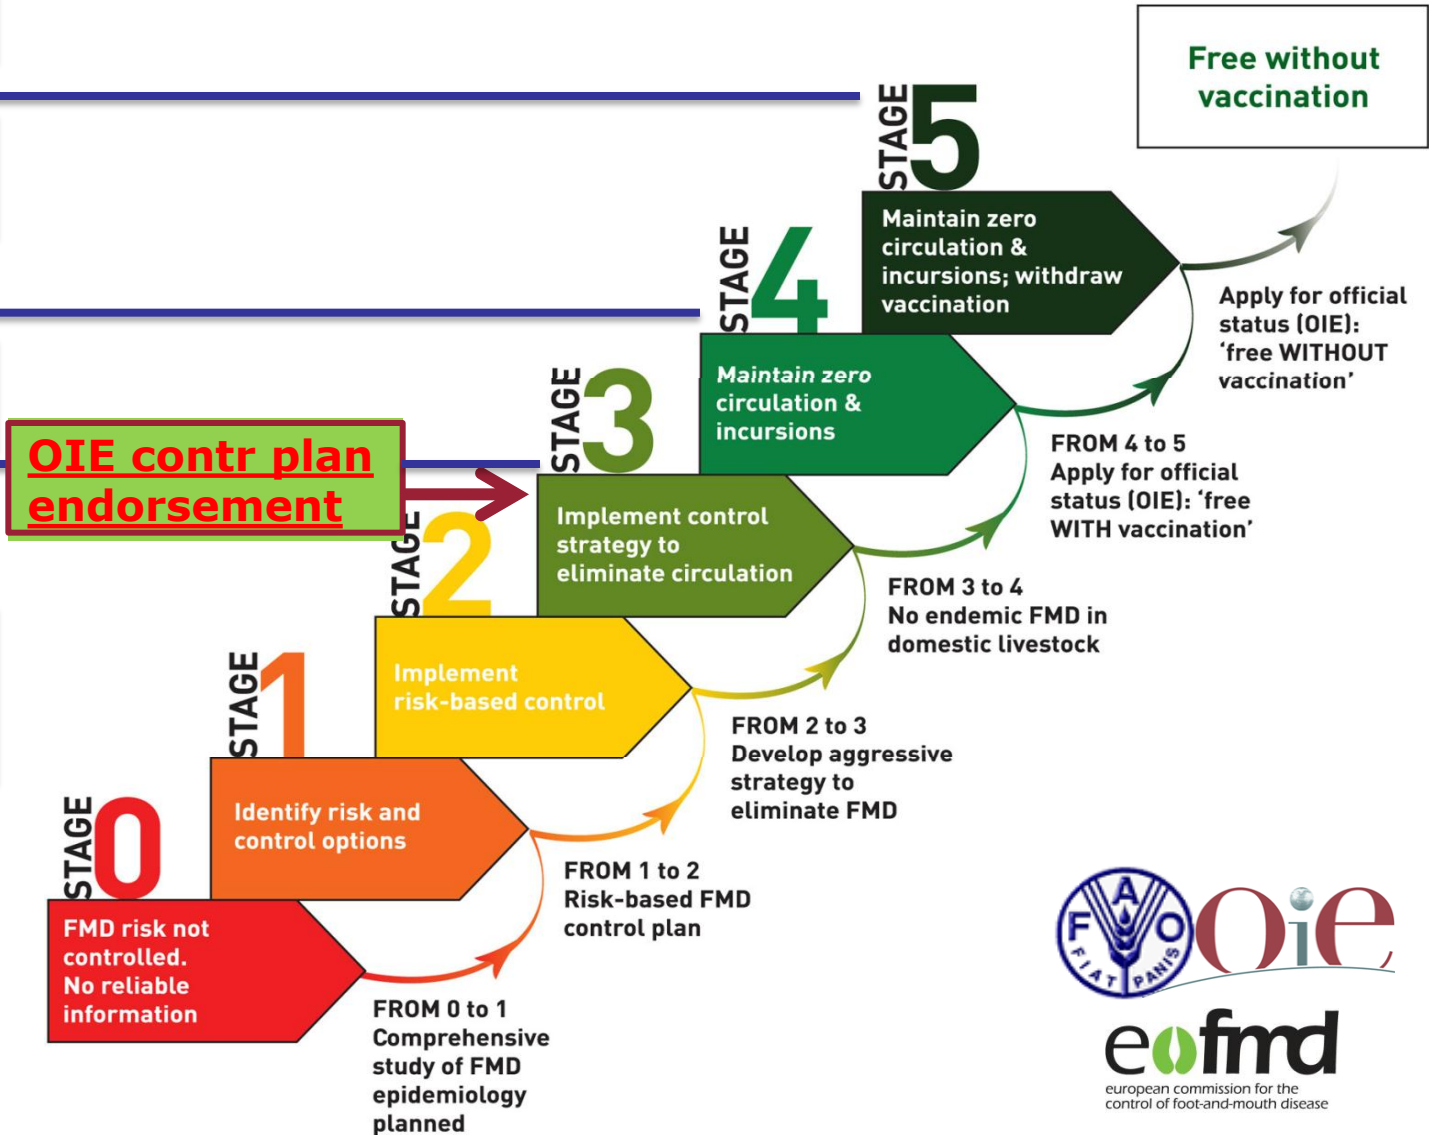 Free without
vaccination
STAGE 5
Maintain zero
circulation &
incursions; withdraw
vaccination
Apply for official
status (OIE):
‘free WITHOUT
vaccination’
STAGE 4
Maintain zero
circulation &
incursions
FROM 4 to 5
Apply for official
status (OIE): ‘free
WITH vaccination’
OIE contr plan
endorsement
STAGE 3
Implement control
strategy to
eliminate circulation
FROM 3 to 4
No endemic FMD in
domestic livestock
STAGE 2
Implement
risk-based control
FROM 2 to 3
Develop aggressive
strategy to
eliminate FMD
STAGE 1
Identify risk and
control options
FROM 1 to 2
Risk-based FMD
control plan
STAGE 0
FMD risk not
controlled.
No reliable
information
FROM 0 to 1
Comprehensive
study of FMD
epidemiology
planned
FAO
FIAT PANIS
Oie
eofmd
european commission for the
control of foot-and-mouth disease